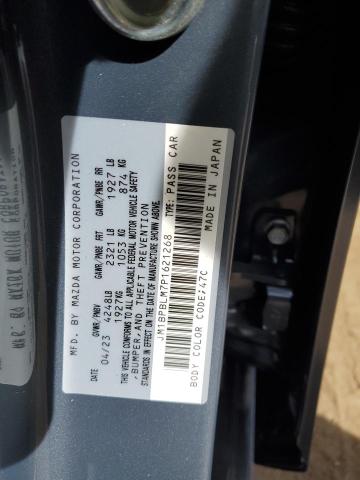 MFD. BY MAZDA MOTOR CORPORATION
DATE GVWR/PNBV GAWR/PNBE FRT GAWR/PNBE RR
04/23 4248LB 2321 LB 1927 LB
1927KG 1053 KG 874 KG
THIS VEHICLE CONFORMS TO ALL APPLICABLE FEDERAL MOTOR VEHICLE SAFETY
, BUMPER, AND THEFT PREVENTION
STANDARDS IN EFFECT ON THE DATE OF MANUFACTURE SHOWN ABOVE.
JM1BPBLM7P1621268 TYPE: PASS CAR
MADE IN JAPAN
BODY COLOR CODE: 47C